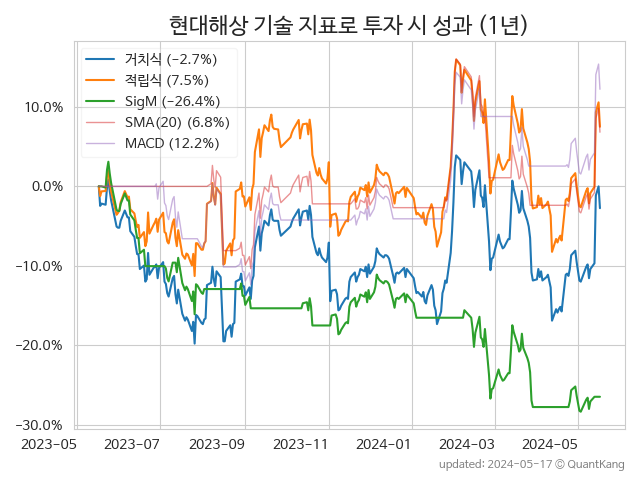 현대해상 기술 지표로 투자 시 성과 (1년)
거치식 (−2.7%)
적립식 (7.5%)
SigM (−26.4%)
SMA(20) (6.8%)
MACD (12.2%)
10.0%
0.0%
−10.0%
−20.0%
−30.0%
2023−05 2023−07 2023−09 2023−11 2024−01 2024−03 2024−05
updated: 2024−05−17 ⓒ QuantKang